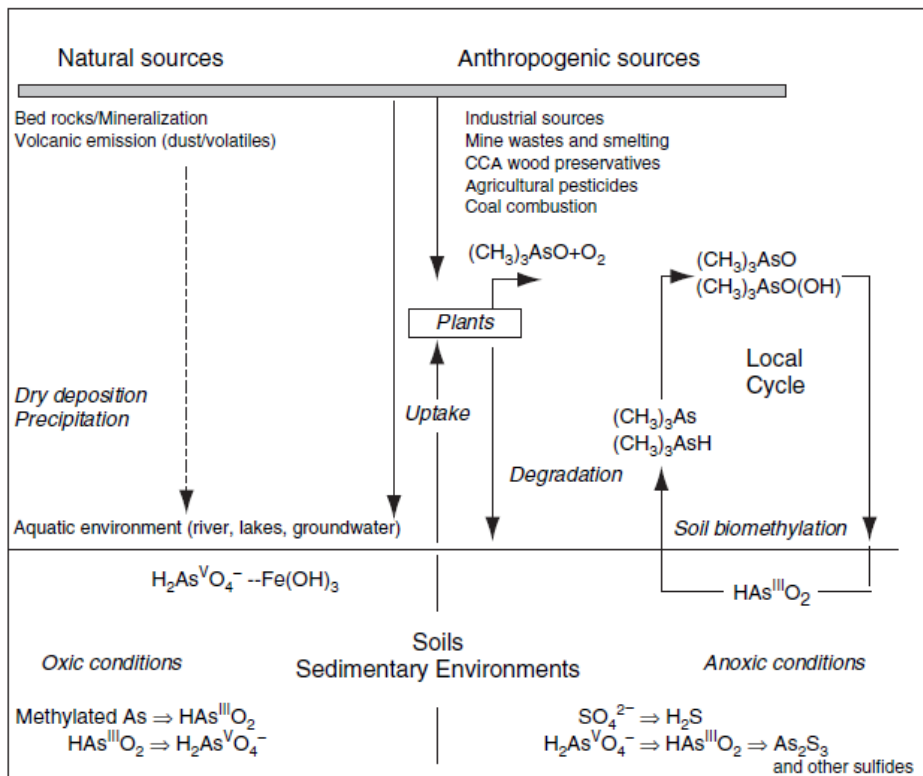 Natural sources
Anthropogenic sources
Bed rocks/Mineralization
Volcanic emission (dust/volatiles)
Industrial sources
Mine wastes and smelting
CCA wood preservatives
Agricultural pesticides
Coal combustion
(CH₃)₃AsO+O₂
(CH₃)₃AsO
(CH₃)₃AsO(OH)
Plants
Local
Cycle
Dry deposition
Precipitation
Uptake
(CH₃)₃As
(CH₃)₃AsH
Degradation
Aquatic environment (river, lakes, groundwater)
Soil biomethylation
H₂AsⱽO₄⁻ --Fe(OH)₃
HAsᴵᴵᴵO₂
Soils
Sedimentary Environments
Oxic conditions
Anoxic conditions
Methylated As ⇒ HAsᴵᴵᴵO₂
HAsᴵᴵᴵO₂ ⇒ H₂AsⱽO₄⁻
SO₄²⁻ ⇒ H₂S
H₂AsⱽO₄⁻ ⇒ HAsᴵᴵᴵO₂ ⇒ As₂S₃
and other sulfides